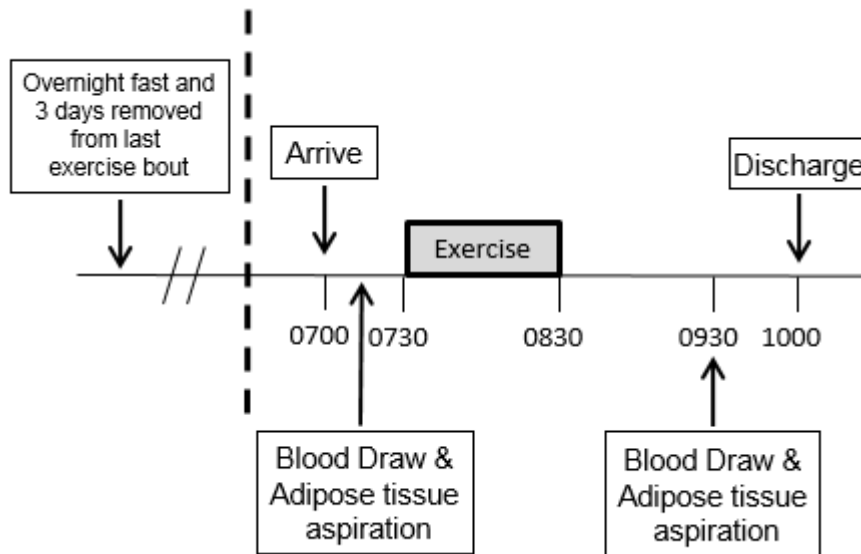 Overnight fast and
3 days removed
from last
exercise bout
Arrive
Discharge
Exercise
0700
0730
0830
0930
1000
Blood Draw &
Adipose tissue
aspiration
Blood Draw &
Adipose tissue
aspiration